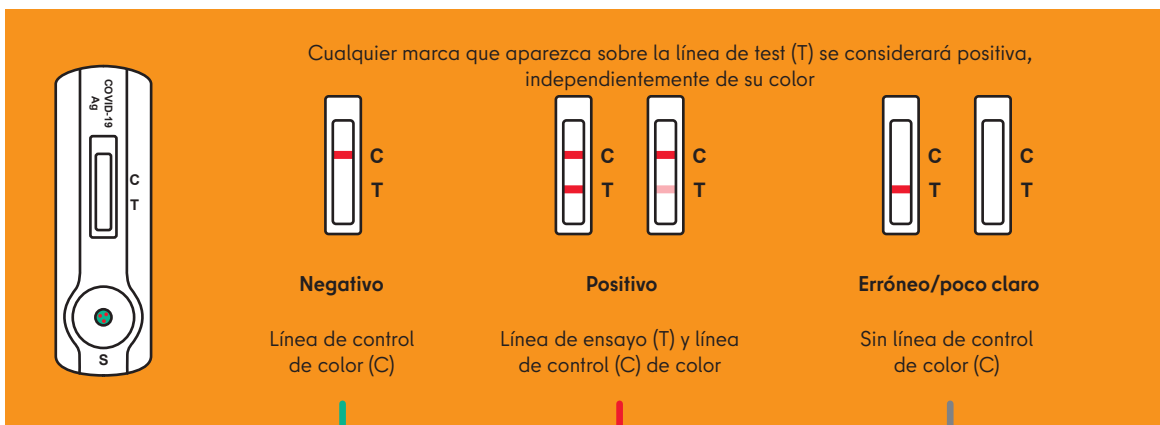 Cualquier marca que aparezca sobre la línea de test (T) se considerará positiva,
independientemente de su color
COVID-19
Ag
C
T
S
C
T
C
T
C
T
C
T
C
T
Negativo
Positivo
Erróneo/poco claro
Línea de control
de color (C)
Línea de ensayo (T) y línea
de control (C) de color
Sin línea de control
de color (C)